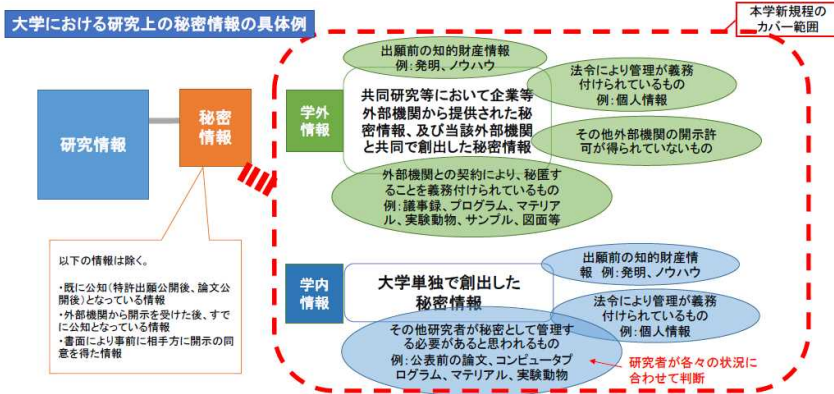 大学における研究上の秘密情報の具体例
本学新規程の
カバー範囲
研究情報
秘密
情報
以下の情報は除く。
・既に公知(特許出願公開後、論文公
開後)となっている情報
・外部機関から開示を受けた後、すで
に公知となっている情報
・書面により事前に相手方に開示の同
意を得た情報
学外
情報
出願前の知的財産情報
例:発明、ノウハウ
共同研究等において企業等
外部機関から提供された秘
密情報、及び当該外部機関
と共同で創出した秘密情報
法令により管理が義務
付けられているもの
例:個人情報
その他外部機関の開示許
可が得られていないもの
外部機関との契約により、秘匿す
ることを義務付けられているもの
例:議事録、プログラム、マテリア
ル、実験動物、サンプル、図面等
学内
情報
大学単独で創出した
秘密情報
出願前の知的財産情
報 例:発明、ノウハウ
法令により管理が義務
付けられているもの
例:個人情報
その他研究者が秘密として管理す
る必要があると思われるもの
例:公表前の論文、コンピュータプ
ログラム、マテリアル、実験動物
研究者が各々の状況に
合わせて判断